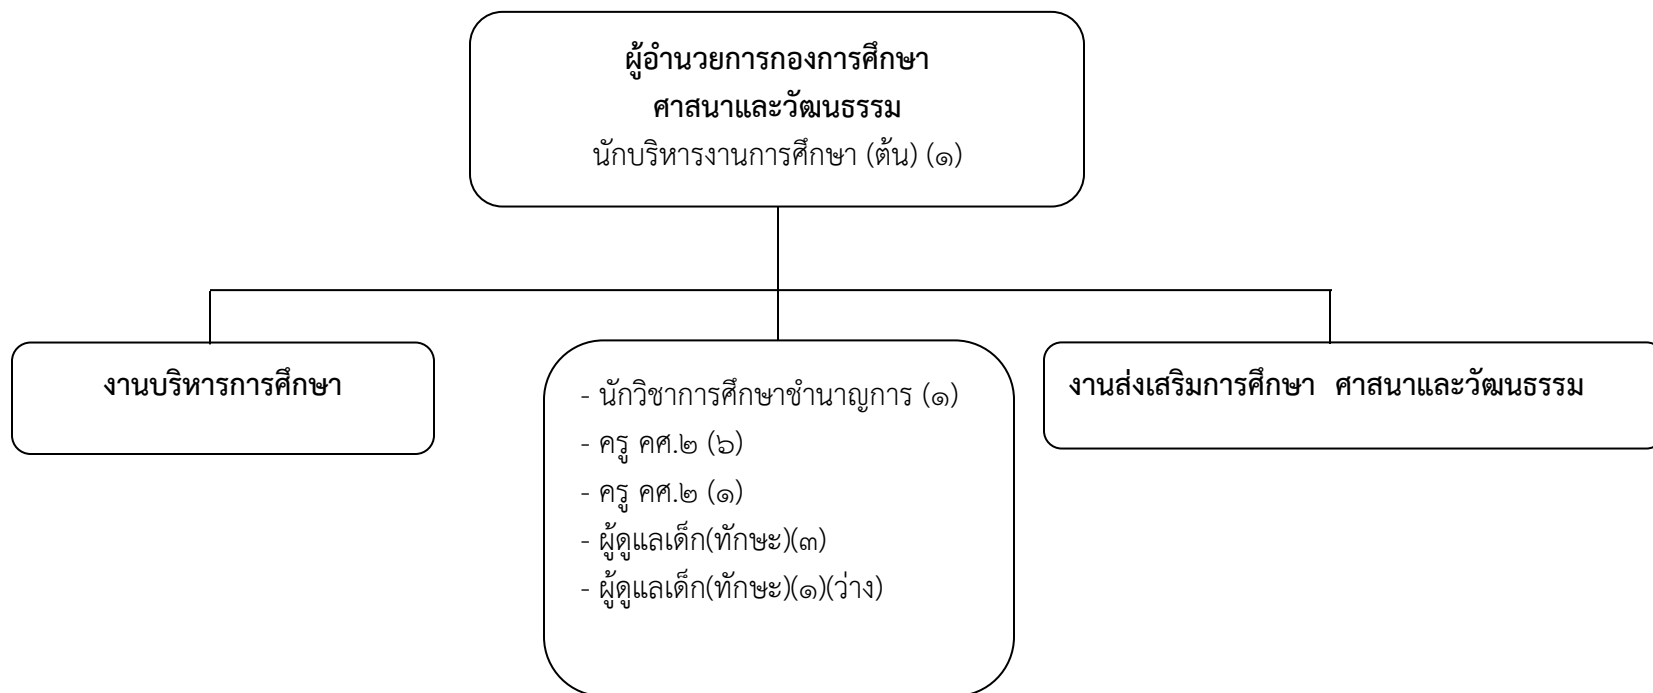 ผู้อำนวยการกองการศึกษา
ศาสนาและวัฒนธรรม
นักบริหารงานการศึกษา (ต้น) (๑)
งานบริหารการศึกษา
- นักวิชาการศึกษาชำนาญการ (๑)
- ครู คศ.๒ (๖)
- ครู คศ.๒ (๑)
- ผู้ดูแลเด็ก(ทักษะ)(๓)
- ผู้ดูแลเด็ก(ทักษะ)(๑)(ว่าง)
งานส่งเสริมการศึกษา ศาสนาและวัฒนธรรม